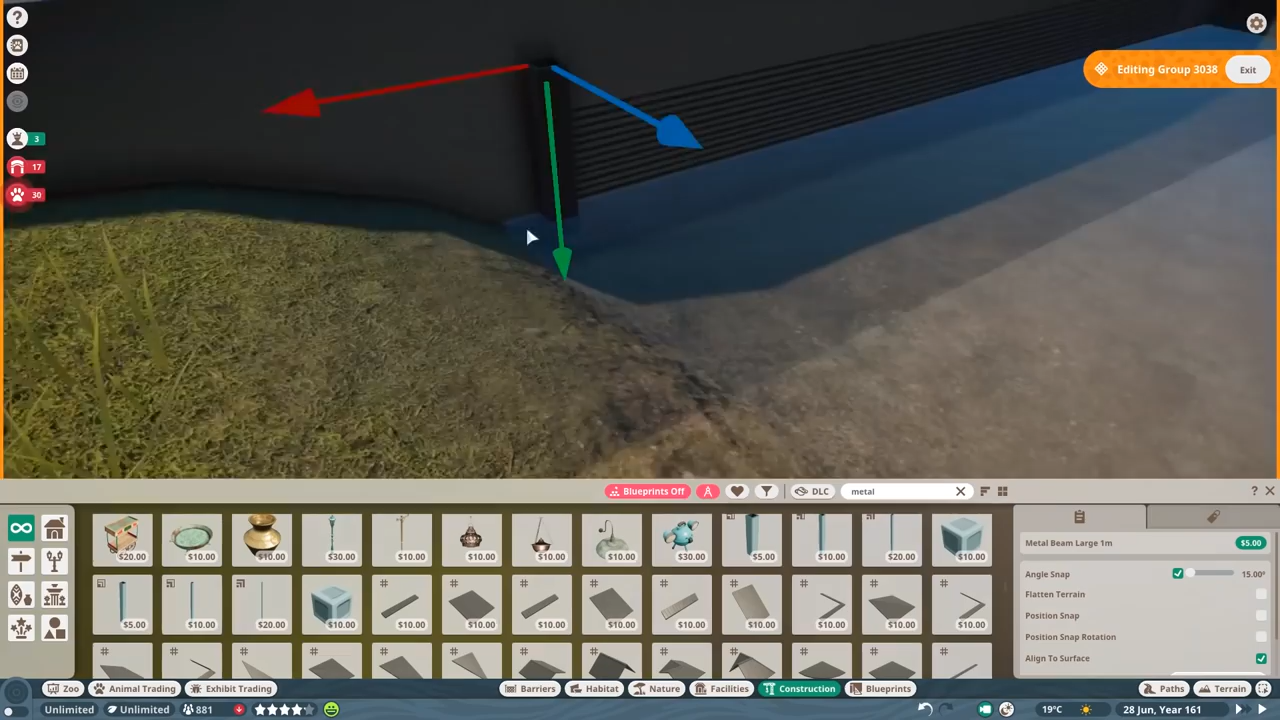 ?
Editing Group 3038
Exit
3
17
30
Blueprints Off
DLC
metal
?
$20.00
$10.00
$10.00
$30.00
$10.00
$10.00
$10.00
$10.00
$30.00
$5.00
$10.00
$20.00
$10.00
$5.00
$10.00
$20.00
$10.00
$10.00
$10.00
$10.00
$10.00
$10.00
$10.00
$10.00
$10.00
$10.00
Metal Beam Large 1m
$5.00
Angle Snap
15.00°
Flatten Terrain
Position Snap
Position Snap Rotation
Align To Surface
Zoo
Animal Trading
Exhibit Trading
Barriers
Habitat
Nature
Facilities
Construction
Blueprints
Paths
Terrain
Unlimited
Unlimited
881
19°C
28 Jun, Year 161